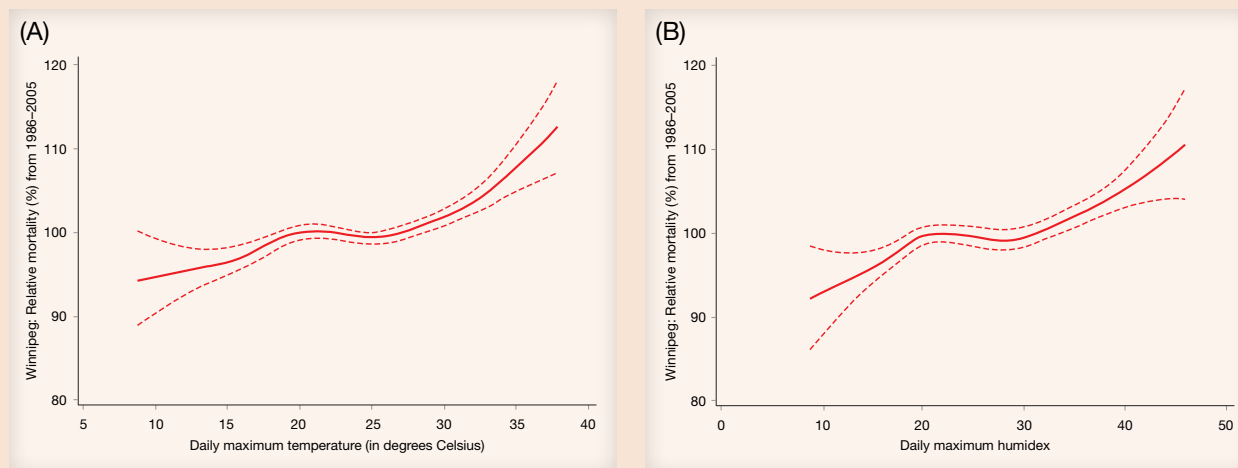 (A)
120
110
100
90
80
Winnipeg: Relative mortality (%) from 1986–2005
5 10 15 20 25 30 35 40
Daily maximum temperature (in degrees Celsius)
(B)
120
110
100
90
80
Winnipeg: Relative mortality (%) from 1986–2005
0 10 20 30 40 50
Daily maximum humidex